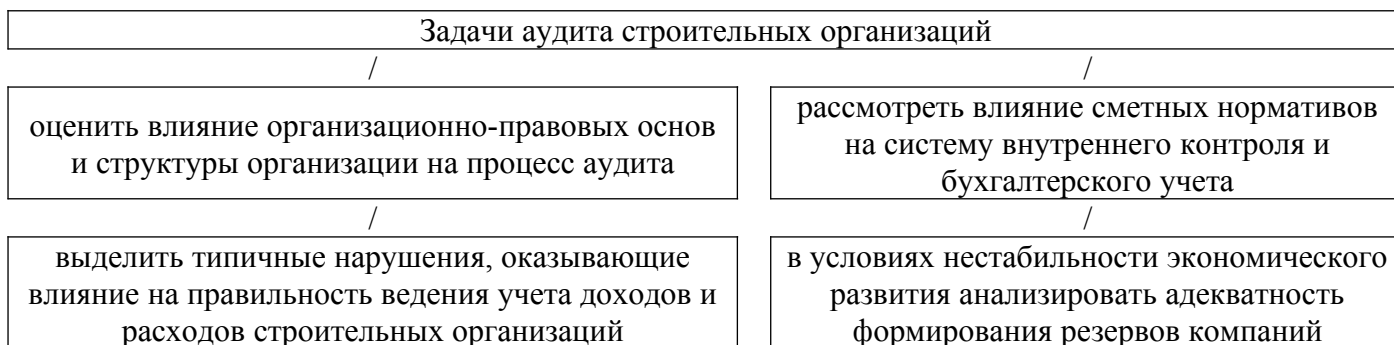 Задачи аудита строительных организаций
/
/
оценить влияние организационно-правовых основ
и структуры организации на процесс аудита
рассмотреть влияние сметных нормативов
на систему внутреннего контроля и
бухгалтерского учета
/
/
выделить типичные нарушения, оказывающие
влияние на правильность ведения учета доходов и
расходов строительных организаций
в условиях нестабильности экономического
развития анализировать адекватность
формирования резервов компаний